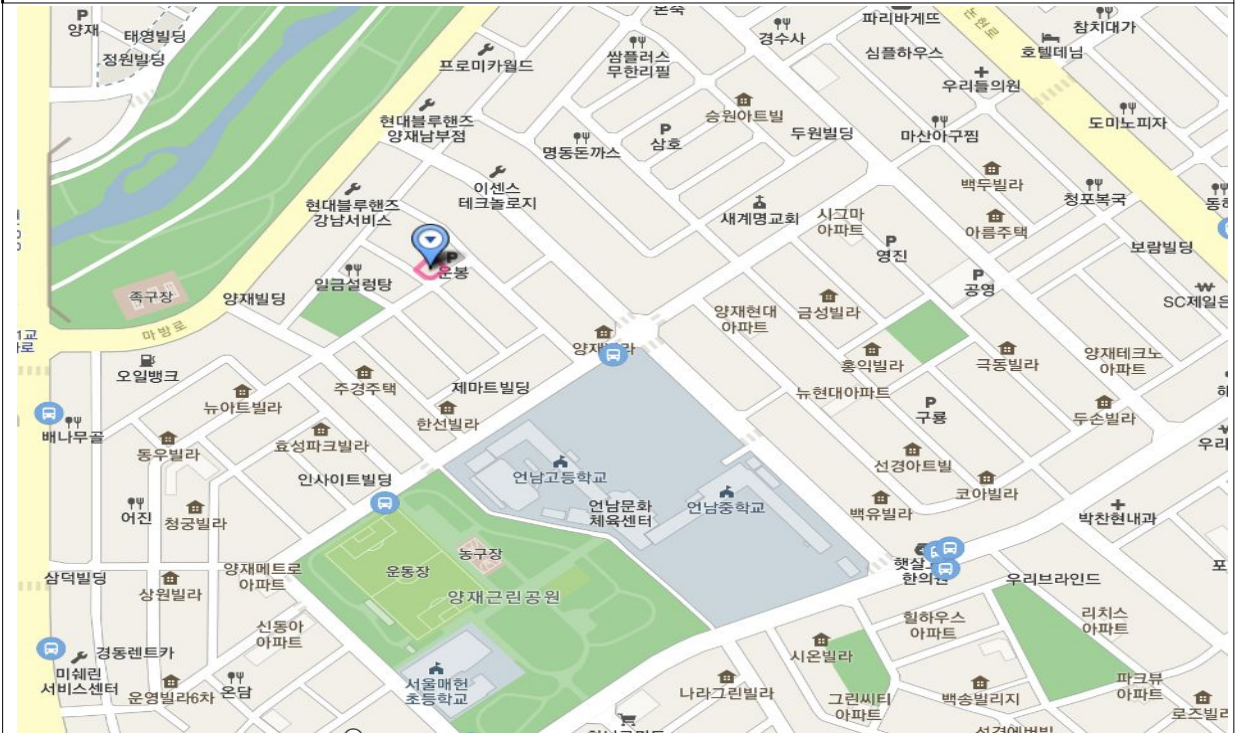 양재
태영빌딩
정원빌딩
프로미카월드
쌈플러스
무한리필
본죽
경수사
파리바게뜨
심플하우스
논현로
참치대가
호텔데님
우리들의원
현대블루핸즈
양재남부점
명동돈까스
삼호
승원아트빌
두원빌딩
마산아구찜
도미노피자
현대블루핸즈
강남서비스
이센스
테크놀로지
새계명교회
시그마
아파트
백두빌라
아름주택
청포복국
영진
보람빌딩
운봉
일금설렁탕
족구장
양재빌딩
마방로
공영
SC제일은
양재현대
아파트
금성빌라
오일뱅크
주경주택
제마트빌딩
홍익빌라
극동빌라
양재테크노
아파트
뉴아트빌라
한선빌라
뉴현대아파트
구룡
두손빌라
배나무골
동우빌라
효성파크빌라
인사이트빌딩
언남고등학교
언남문화
체육센터
언남중학교
선경아트빌
코아빌라
백유빌라
박찬현내과
어진
청궁빌라
농구장
운동장
양재근린공원
양재메트로
아파트
삼덕빌딩
상원빌라
한의원
우리브라인드
힐하우스
아파트
리치스
아파트
신동아
아파트
경동렌트카
미쉐린
서비스센터
운영빌라6차
온담
서울매헌
초등학교
시온빌라
나라그린빌라
그린씨티
아파트
백송빌리지
파크뷰
아파트